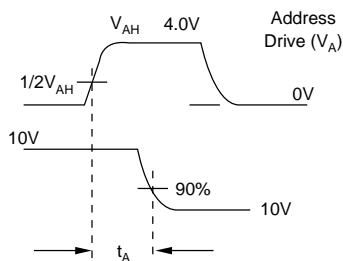 Address
V_AH 4.0V Drive (V_A)
1/2V_AH
0V
10V
90%
10V
t_A